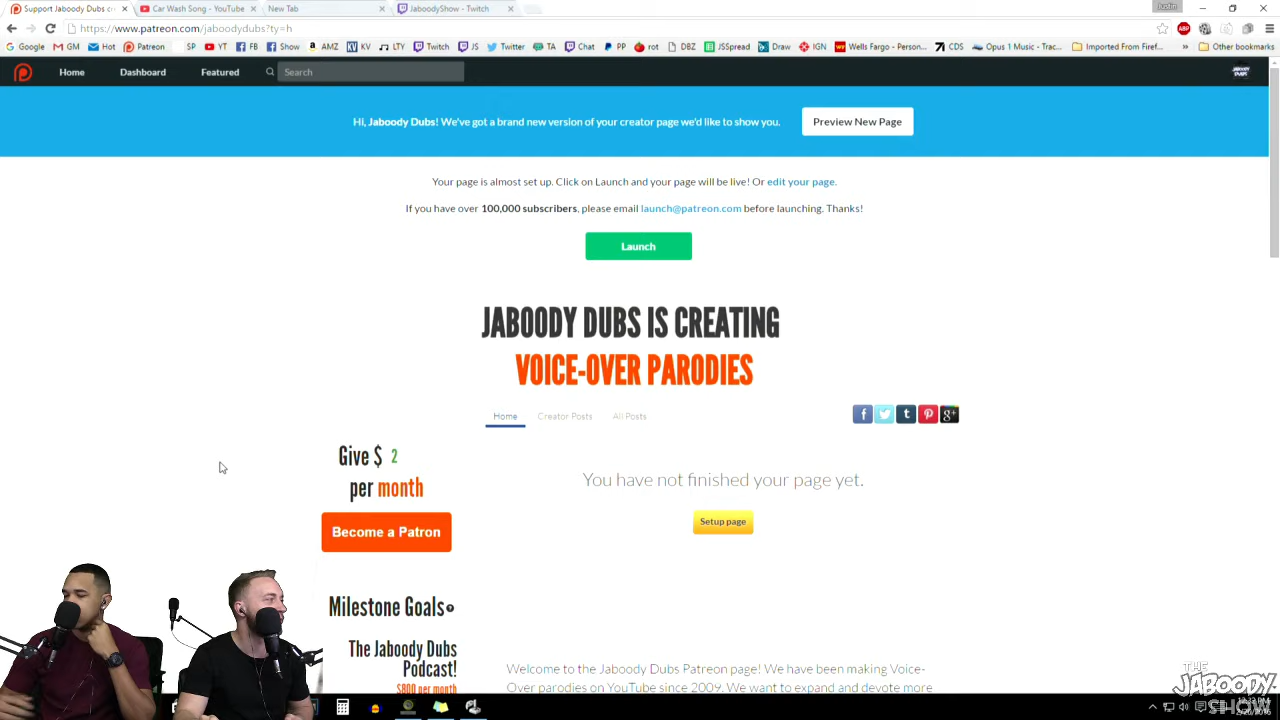 Support Jaboody Dubs cr
Car Wash Song - YouTube
New Tab
JaboodyShow - Twitch
Justin
https://www.patreon.com/jaboodydubs?ty=h
Google
GM
Hot
Patreon
SP
YT
FB
Show
AMZ
KV
LTY
Twitch
JS
Twitter
TA
Chat
PP
rot
DBZ
JSSpread
Draw
IGN
Wells Fargo - Person...
CDS
Opus 1 Music - Trac...
Imported From Firef...
Other bookmarks
Home
Dashboard
Featured
Search
Hi, Jaboody Dubs! We've got a brand new version of your creator page we'd like to show you.
Preview New Page
Your page is almost set up. Click on Launch and your page will be live! Or edit your page.
If you have over 100,000 subscribers, please email launch@patreon.com before launching. Thanks!
Launch
JABOODY DUBS IS CREATING
VOICE-OVER PARODIES
Home
Creator Posts
All Posts
Give $ 2
per month
Become a Patron
You have not finished your page yet.
Setup page
Milestone Goals
The Jaboody Dubs
Podcast!
$800 per month
Welcome to the Jaboody Dubs Patreon page! We have been making Voice-
Over parodies on YouTube since 2009. We want to expand and devote more
THE
JABOODY
SHOW